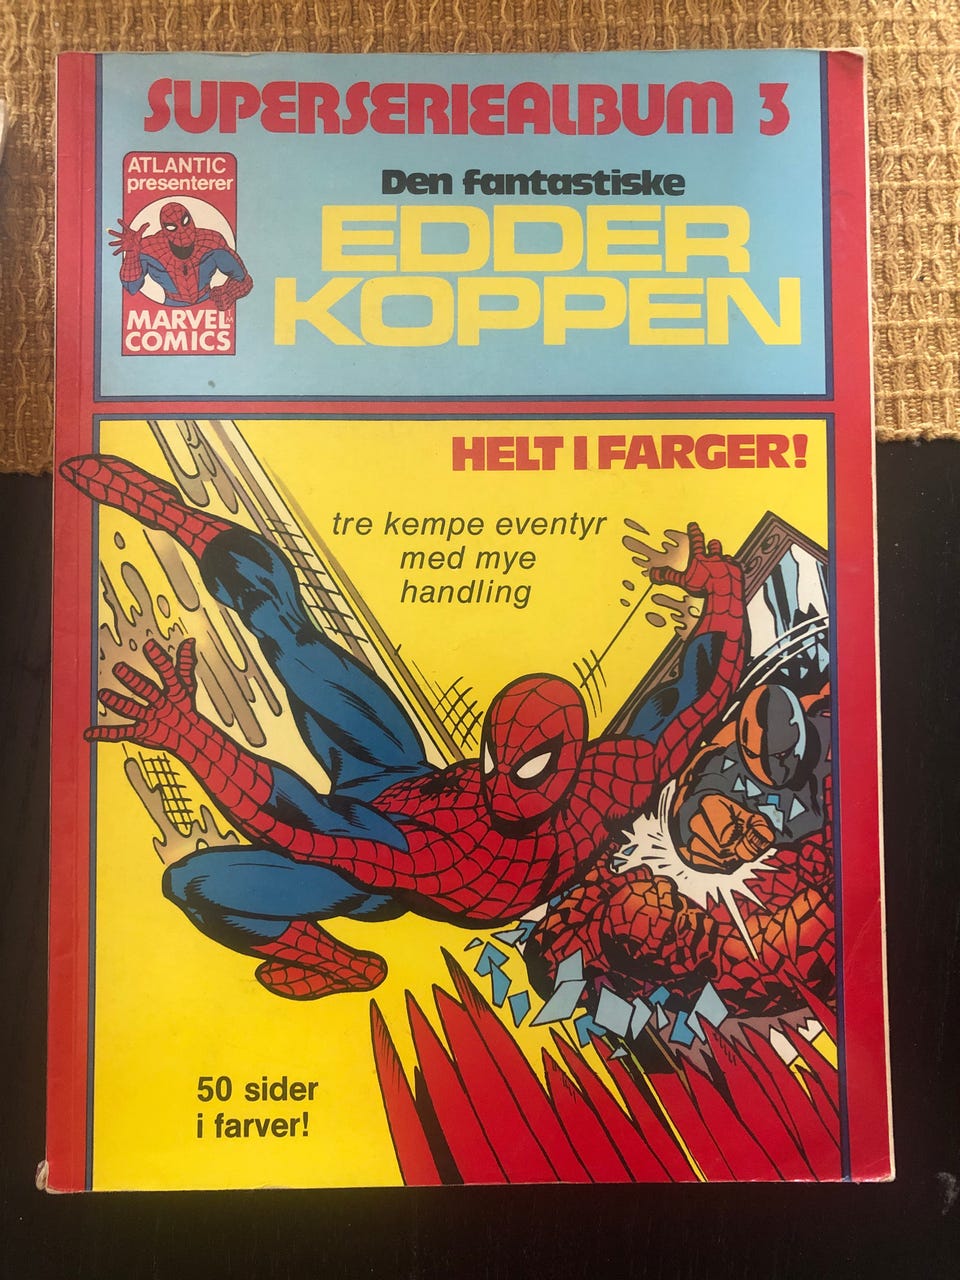 SUPERSERIEALBUM 3
ATLANTIC
presenterer
MARVEL™
COMICS
Den fantastiske
EDDER
KOPPEN
HELT I FARGER!
tre kempe eventyr
med mye
handling
50 sider
i farver!